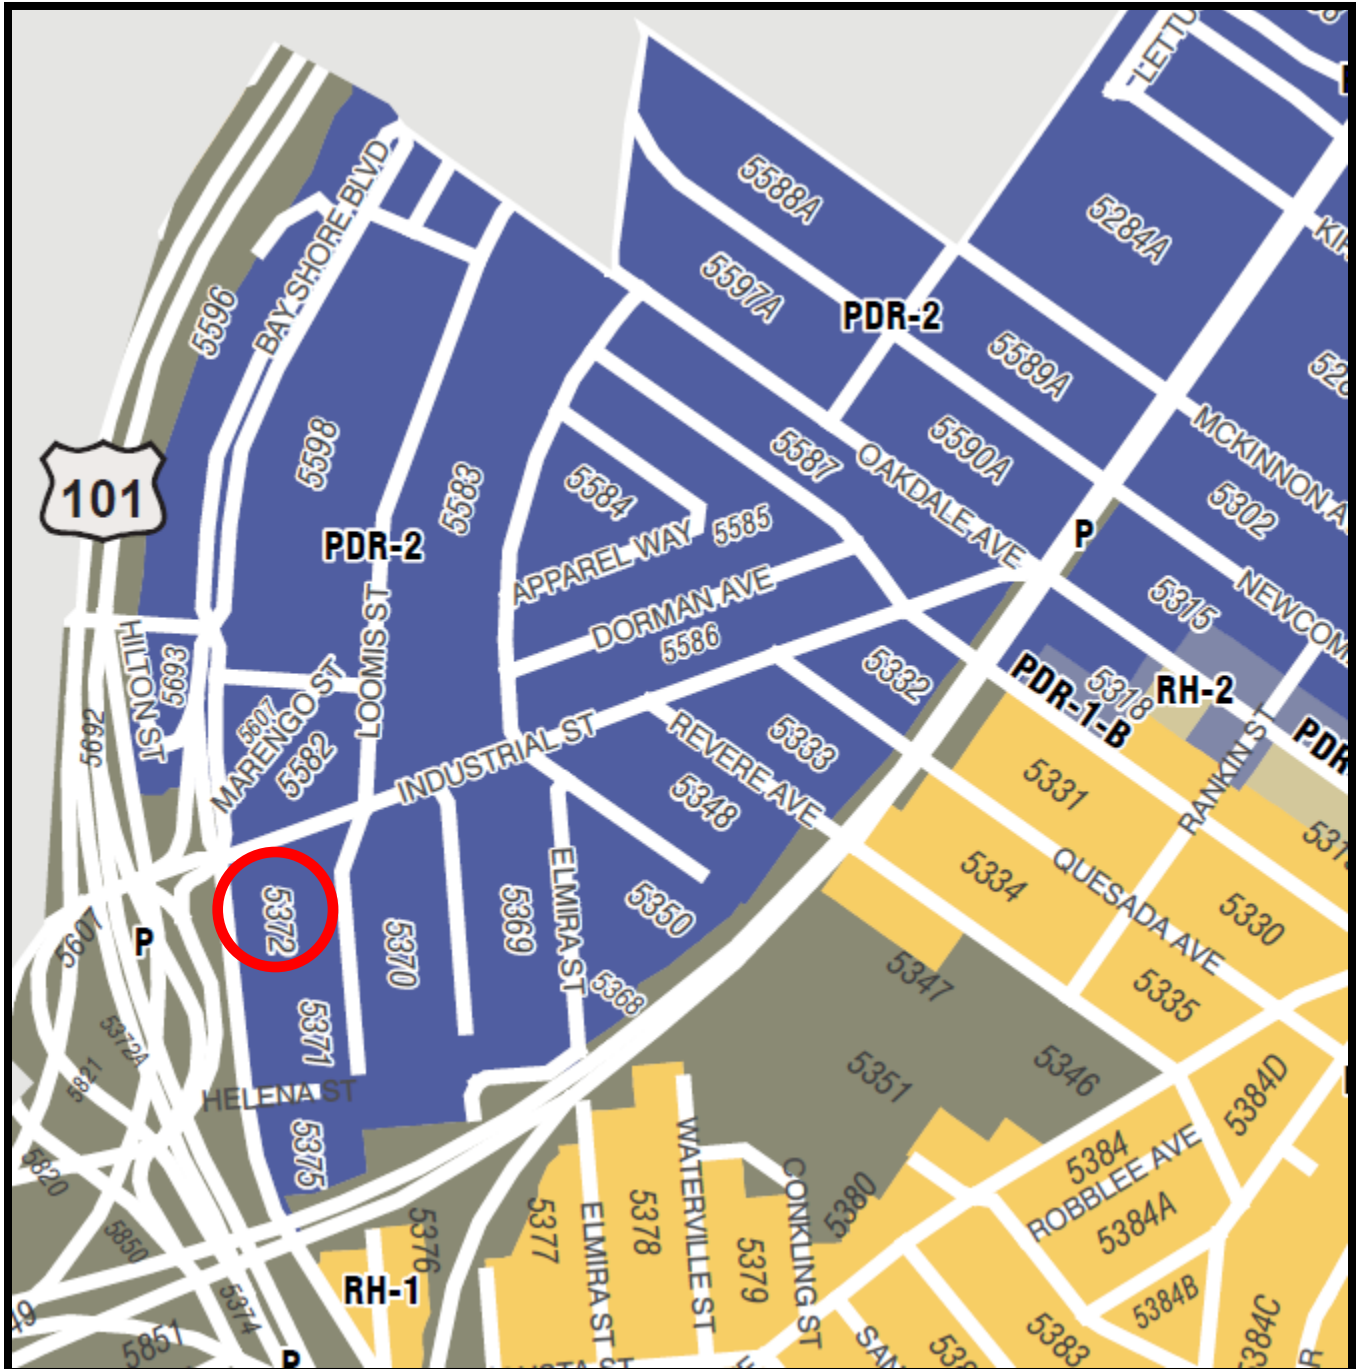 LETTU
5588A
5284A
KIR
BAY SHORE BLVD
5597A
PDR-2
5596
5589A
MCKINNON A
5598
5590A
5587
OAKDALE AVE
101
5583
5584
5302
5585
P
PDR-2
APPAREL WAY
NEWCOM
DORMAN AVE
5315
LOOMIS ST
5586
HILTON ST
5693
5332
5318
RH-2
PDR-1-B
PDR
5692
5607
MARENGO ST
5582
INDUSTRIAL ST
REVERE AVE
5333
RANKIN ST
5331
5348
QUESADA AVE
5334
5372
5369
ELMIRA ST
5350
5330
5607
P
5370
5347
5335
5368
5371
5372A
5351
5346
5821
HELENA ST
5384D
5375
WATERVILLE ST
5384
ROBBLEE AVE
5820
CONKLING ST
5380
5376
5377
5378
5384A
ELMIRA ST
5850
5379
RH-1
5374
5384B
5384C
5851
5383
SAN
P